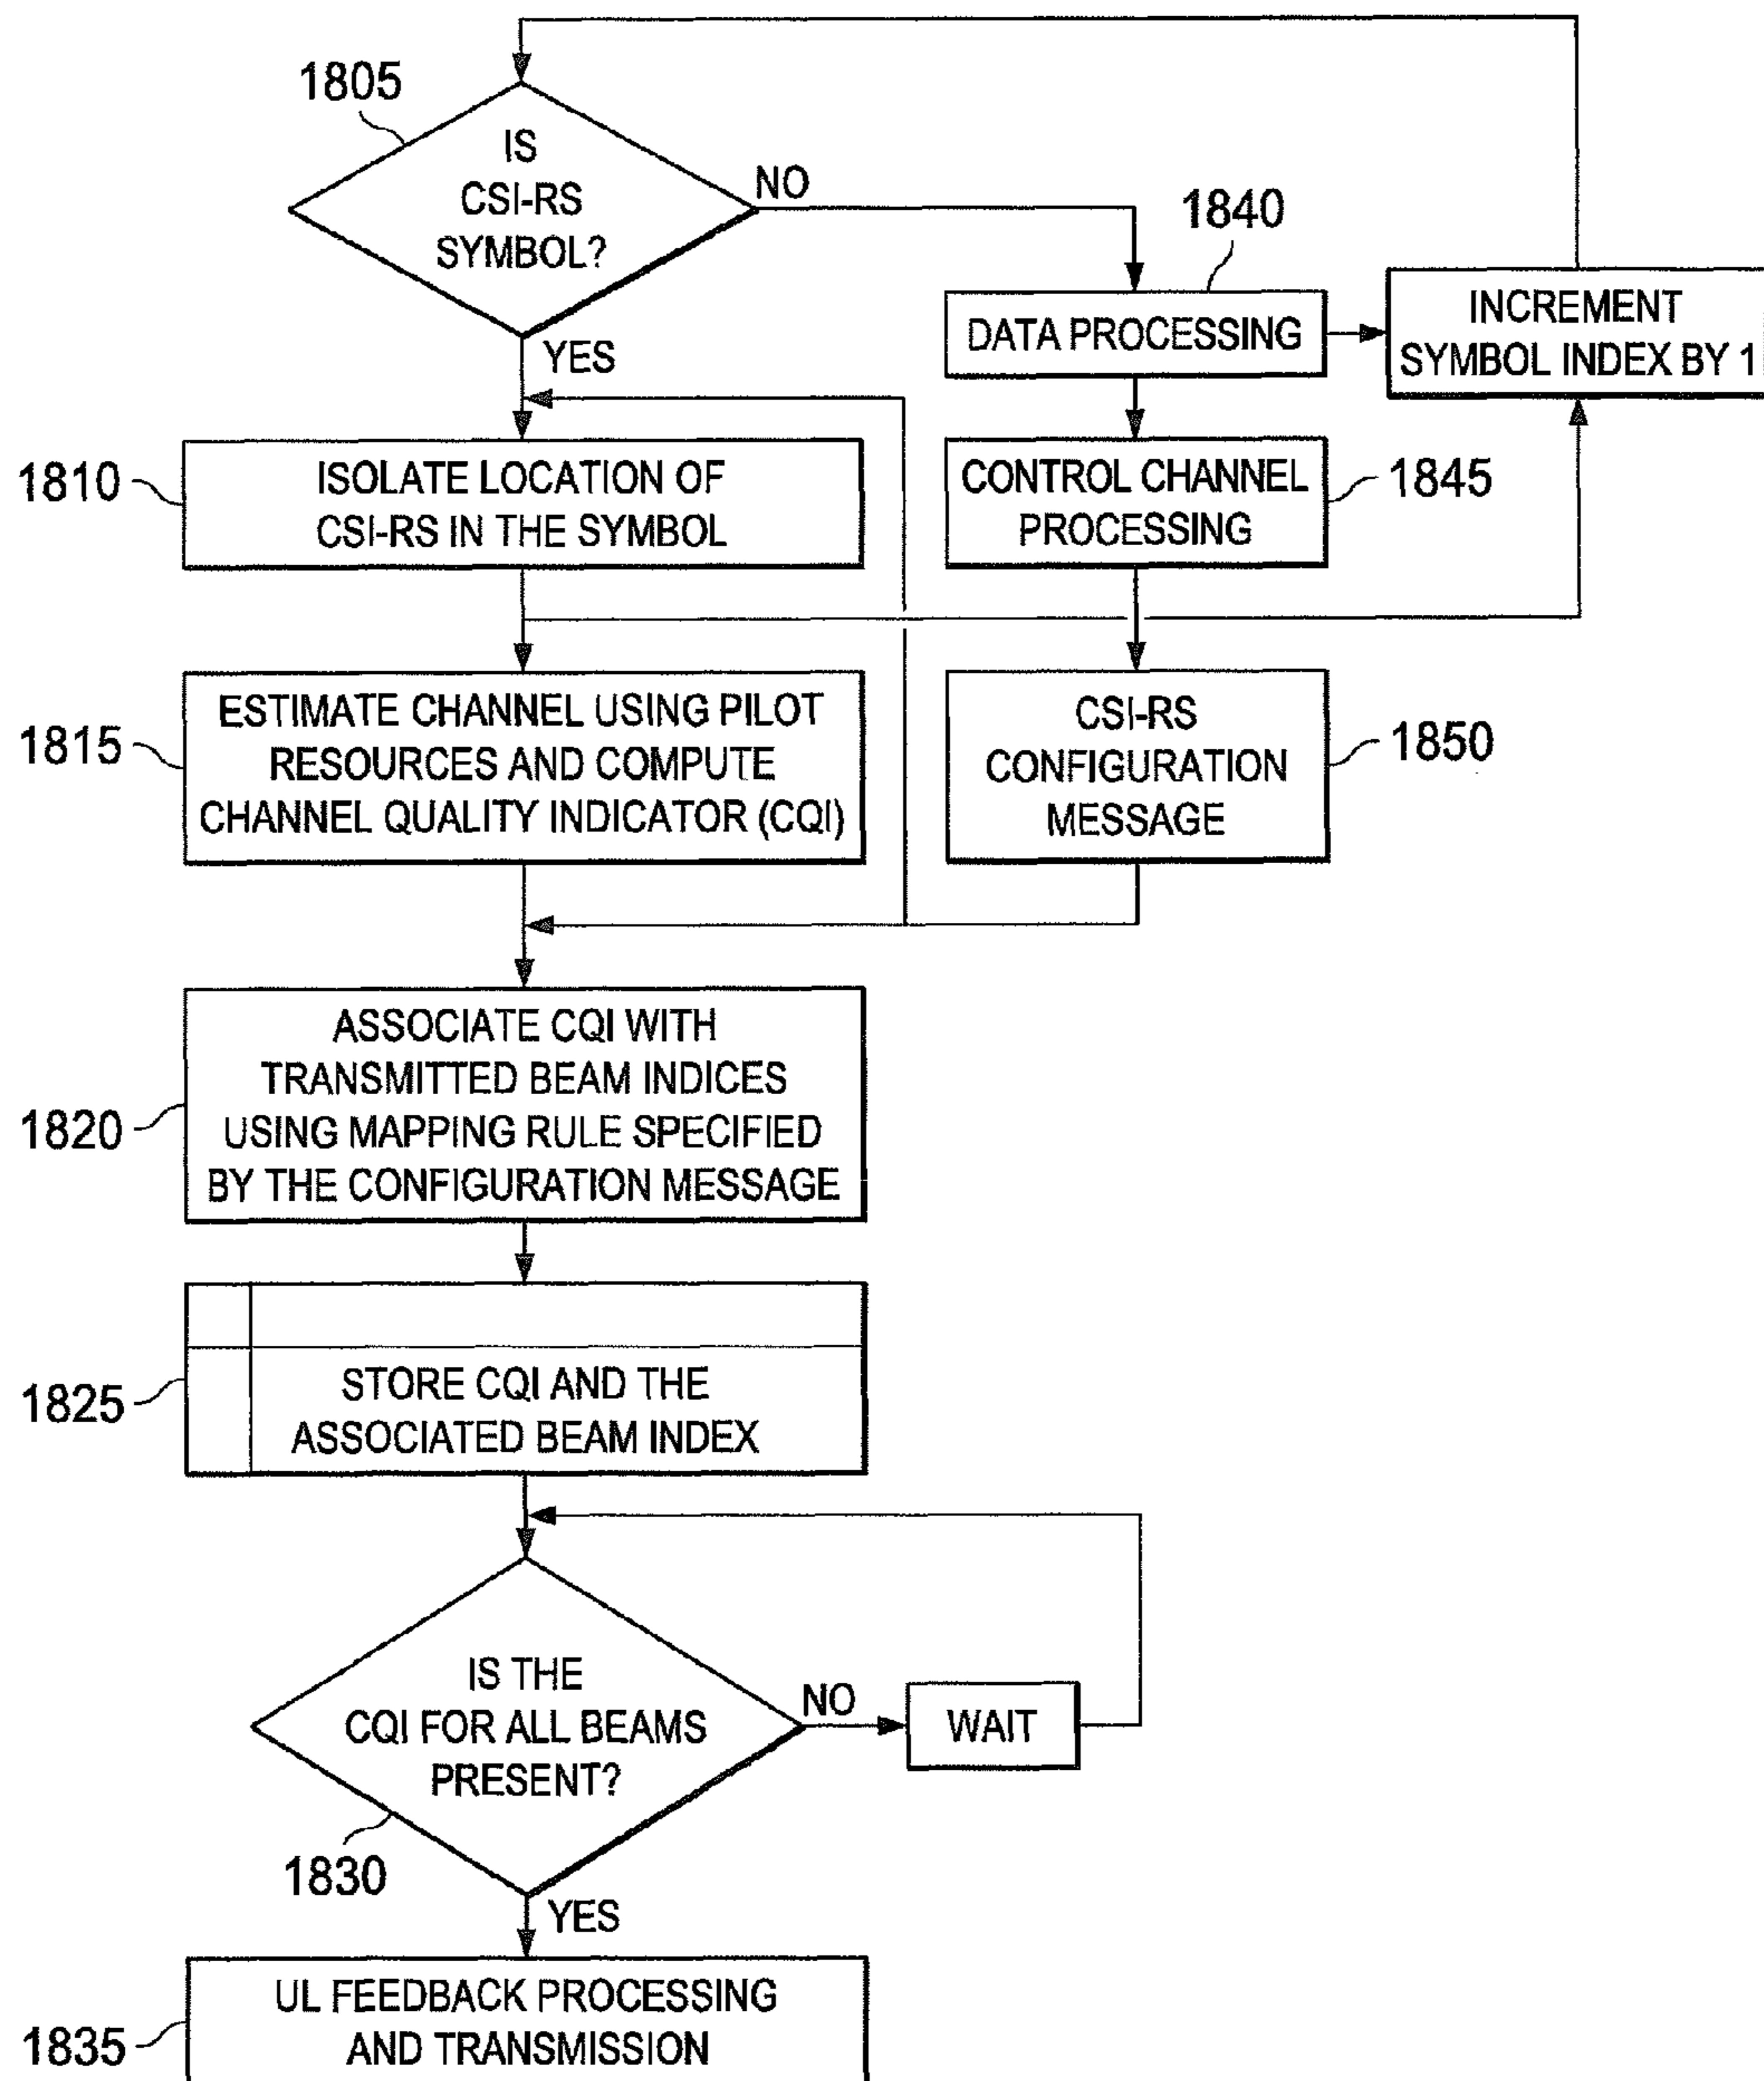 1805
IS
CSI-RS
SYMBOL?
NO
YES
1840
DATA PROCESSING
INCREMENT
SYMBOL INDEX BY 1
1810
ISOLATE LOCATION OF
CSI-RS IN THE SYMBOL
CONTROL CHANNEL
PROCESSING
1845
1815
ESTIMATE CHANNEL USING PILOT
RESOURCES AND COMPUTE
CHANNEL QUALITY INDICATOR (CQI)
CSI-RS
CONFIGURATION
MESSAGE
1850
1820
ASSOCIATE CQI WITH
TRANSMITTED BEAM INDICES
USING MAPPING RULE SPECIFIED
BY THE CONFIGURATION MESSAGE
1825
STORE CQI AND THE
ASSOCIATED BEAM INDEX
IS THE
CQI FOR ALL BEAMS
PRESENT?
NO
WAIT
1830
YES
1835
UL FEEDBACK PROCESSING
AND TRANSMISSION